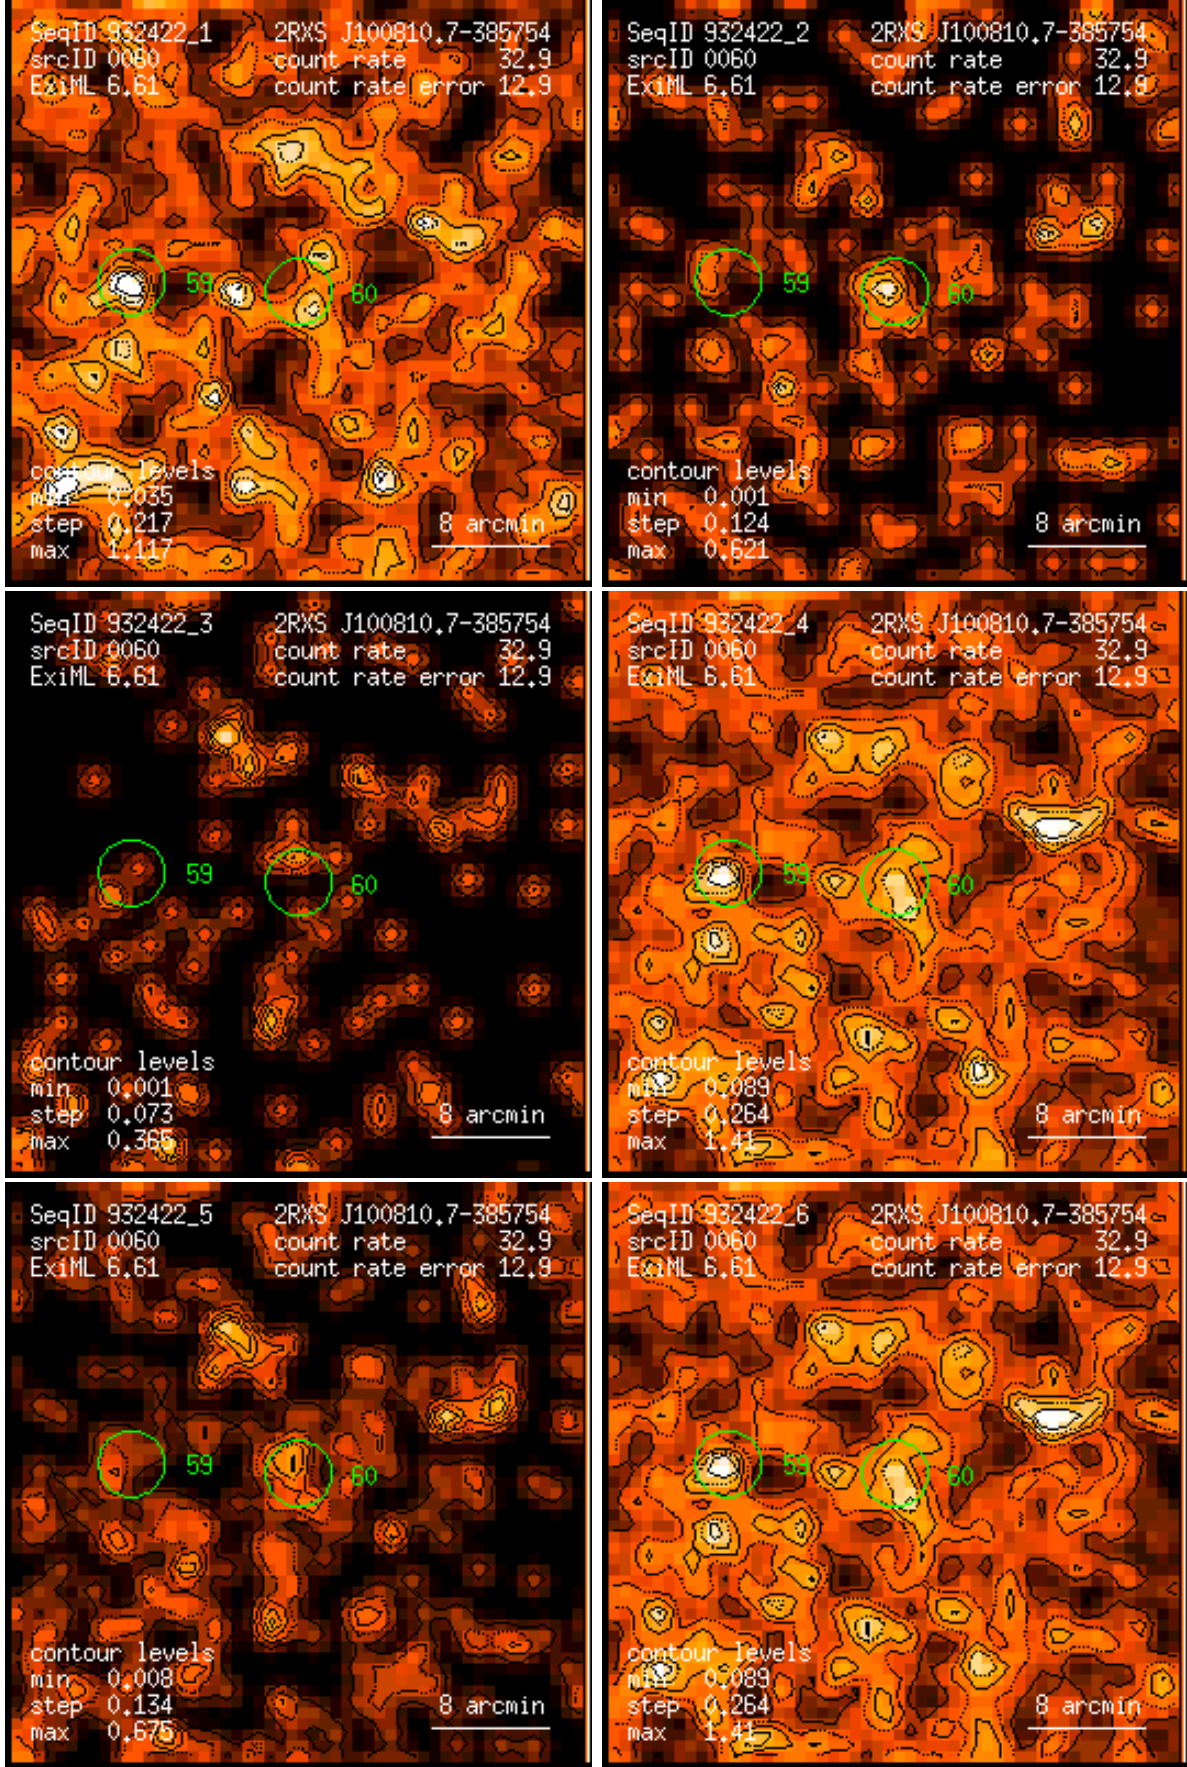 SeqID 932422_1 2RXS J100810.7-385754
srcID 0060 count rate 32.9
ExiML 6.61 count rate error 12.9
59
60
contour levels
min 0.035
step 0.217
max 1.117
8 arcmin
SeqID 932422_2 2RXS J100810.7-385754
srcID 0060 count rate 32.9
ExiML 6.61 count rate error 12.9
59
60
contour levels
min 0.001
step 0.124
max 0.621
8 arcmin
SeqID 932422_3 2RXS J100810.7-385754
srcID 0060 count rate 32.9
ExiML 6.61 count rate error 12.9
59
60
contour levels
min 0.001
step 0.073
max 0.365
8 arcmin
SeqID 932422_4 2RXS J100810.7-385754
srcID 0060 count rate 32.9
ExiML 6.61 count rate error 12.9
59
60
contour levels
min 0.089
step 0.264
max 1.41
8 arcmin
SeqID 932422_5 2RXS J100810.7-385754
srcID 0060 count rate 32.9
ExiML 6.61 count rate error 12.9
59
60
contour levels
min 0.008
step 0.134
max 0.675
8 arcmin
SeqID 932422_6 2RXS J100810.7-385754
srcID 0060 count rate 32.9
ExiML 6.61 count rate error 12.9
59
60
contour levels
min 0.089
step 0.264
max 1.41
8 arcmin